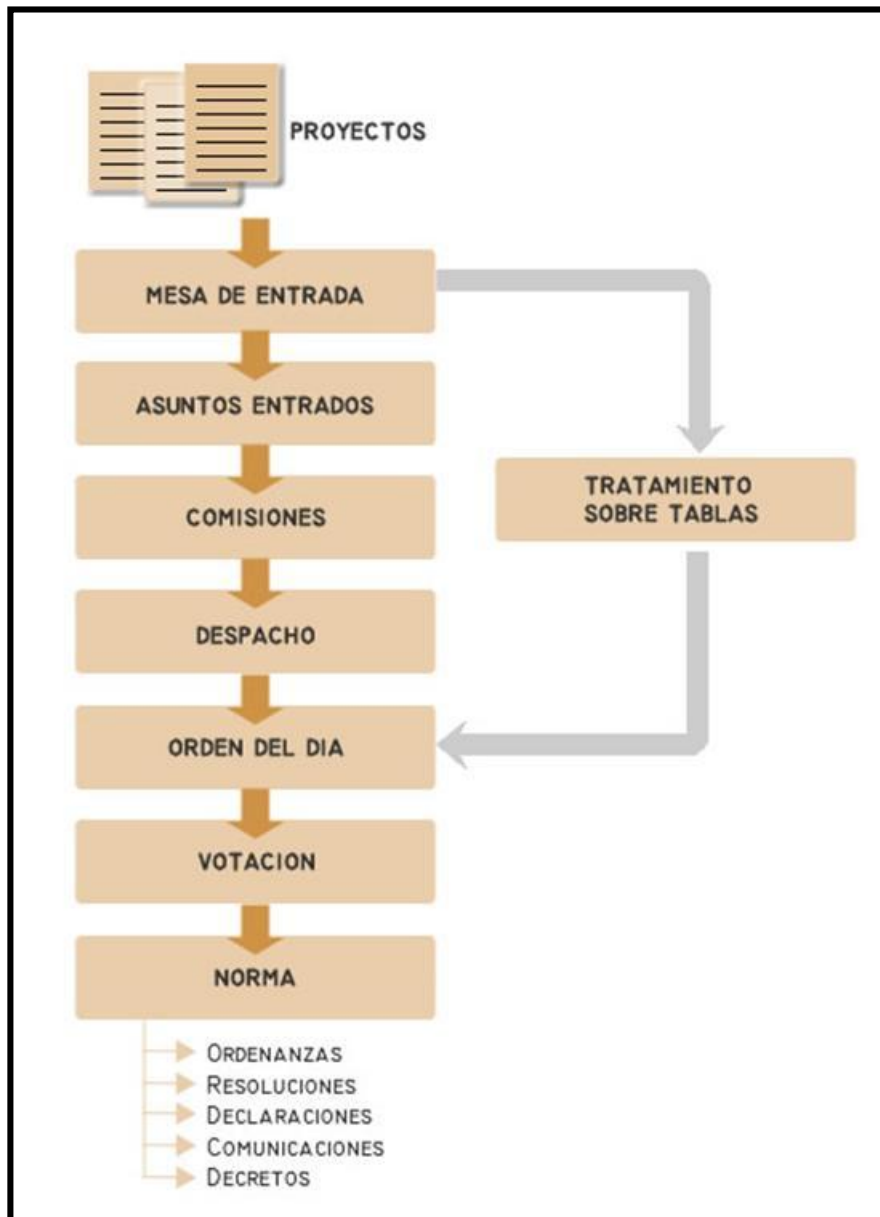 PROYECTOS
MESA DE ENTRADA
ASUNTOS ENTRADOS
COMISIONES
TRATAMIENTO
SOBRE TABLAS
DESPACHO
ORDEN DEL DIA
VOTACION
NORMA
ORDENANZAS
RESOLUCIONES
DECLARACIONES
COMUNICACIONES
DECRETOS